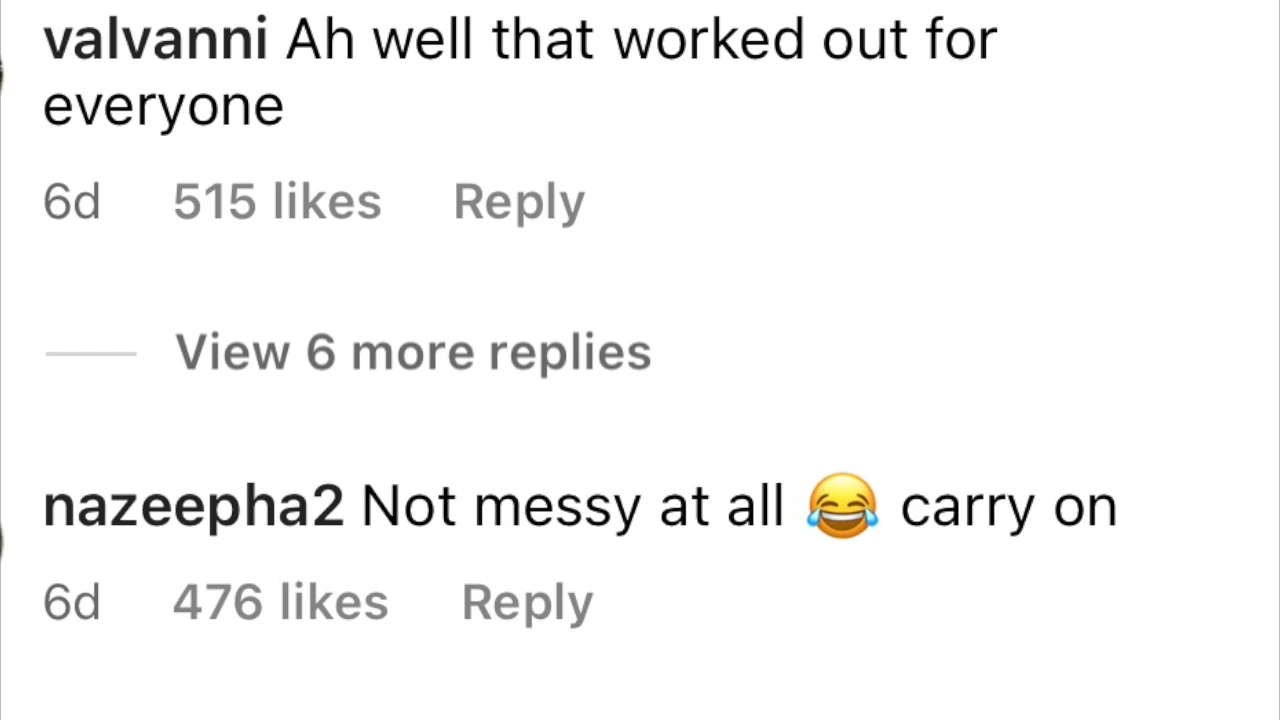 valvanni Ah well that worked out for
everyone
6d 515 likes Reply
View 6 more replies
nazeepha2 Not messy at all 😂 carry on
6d 476 likes Reply